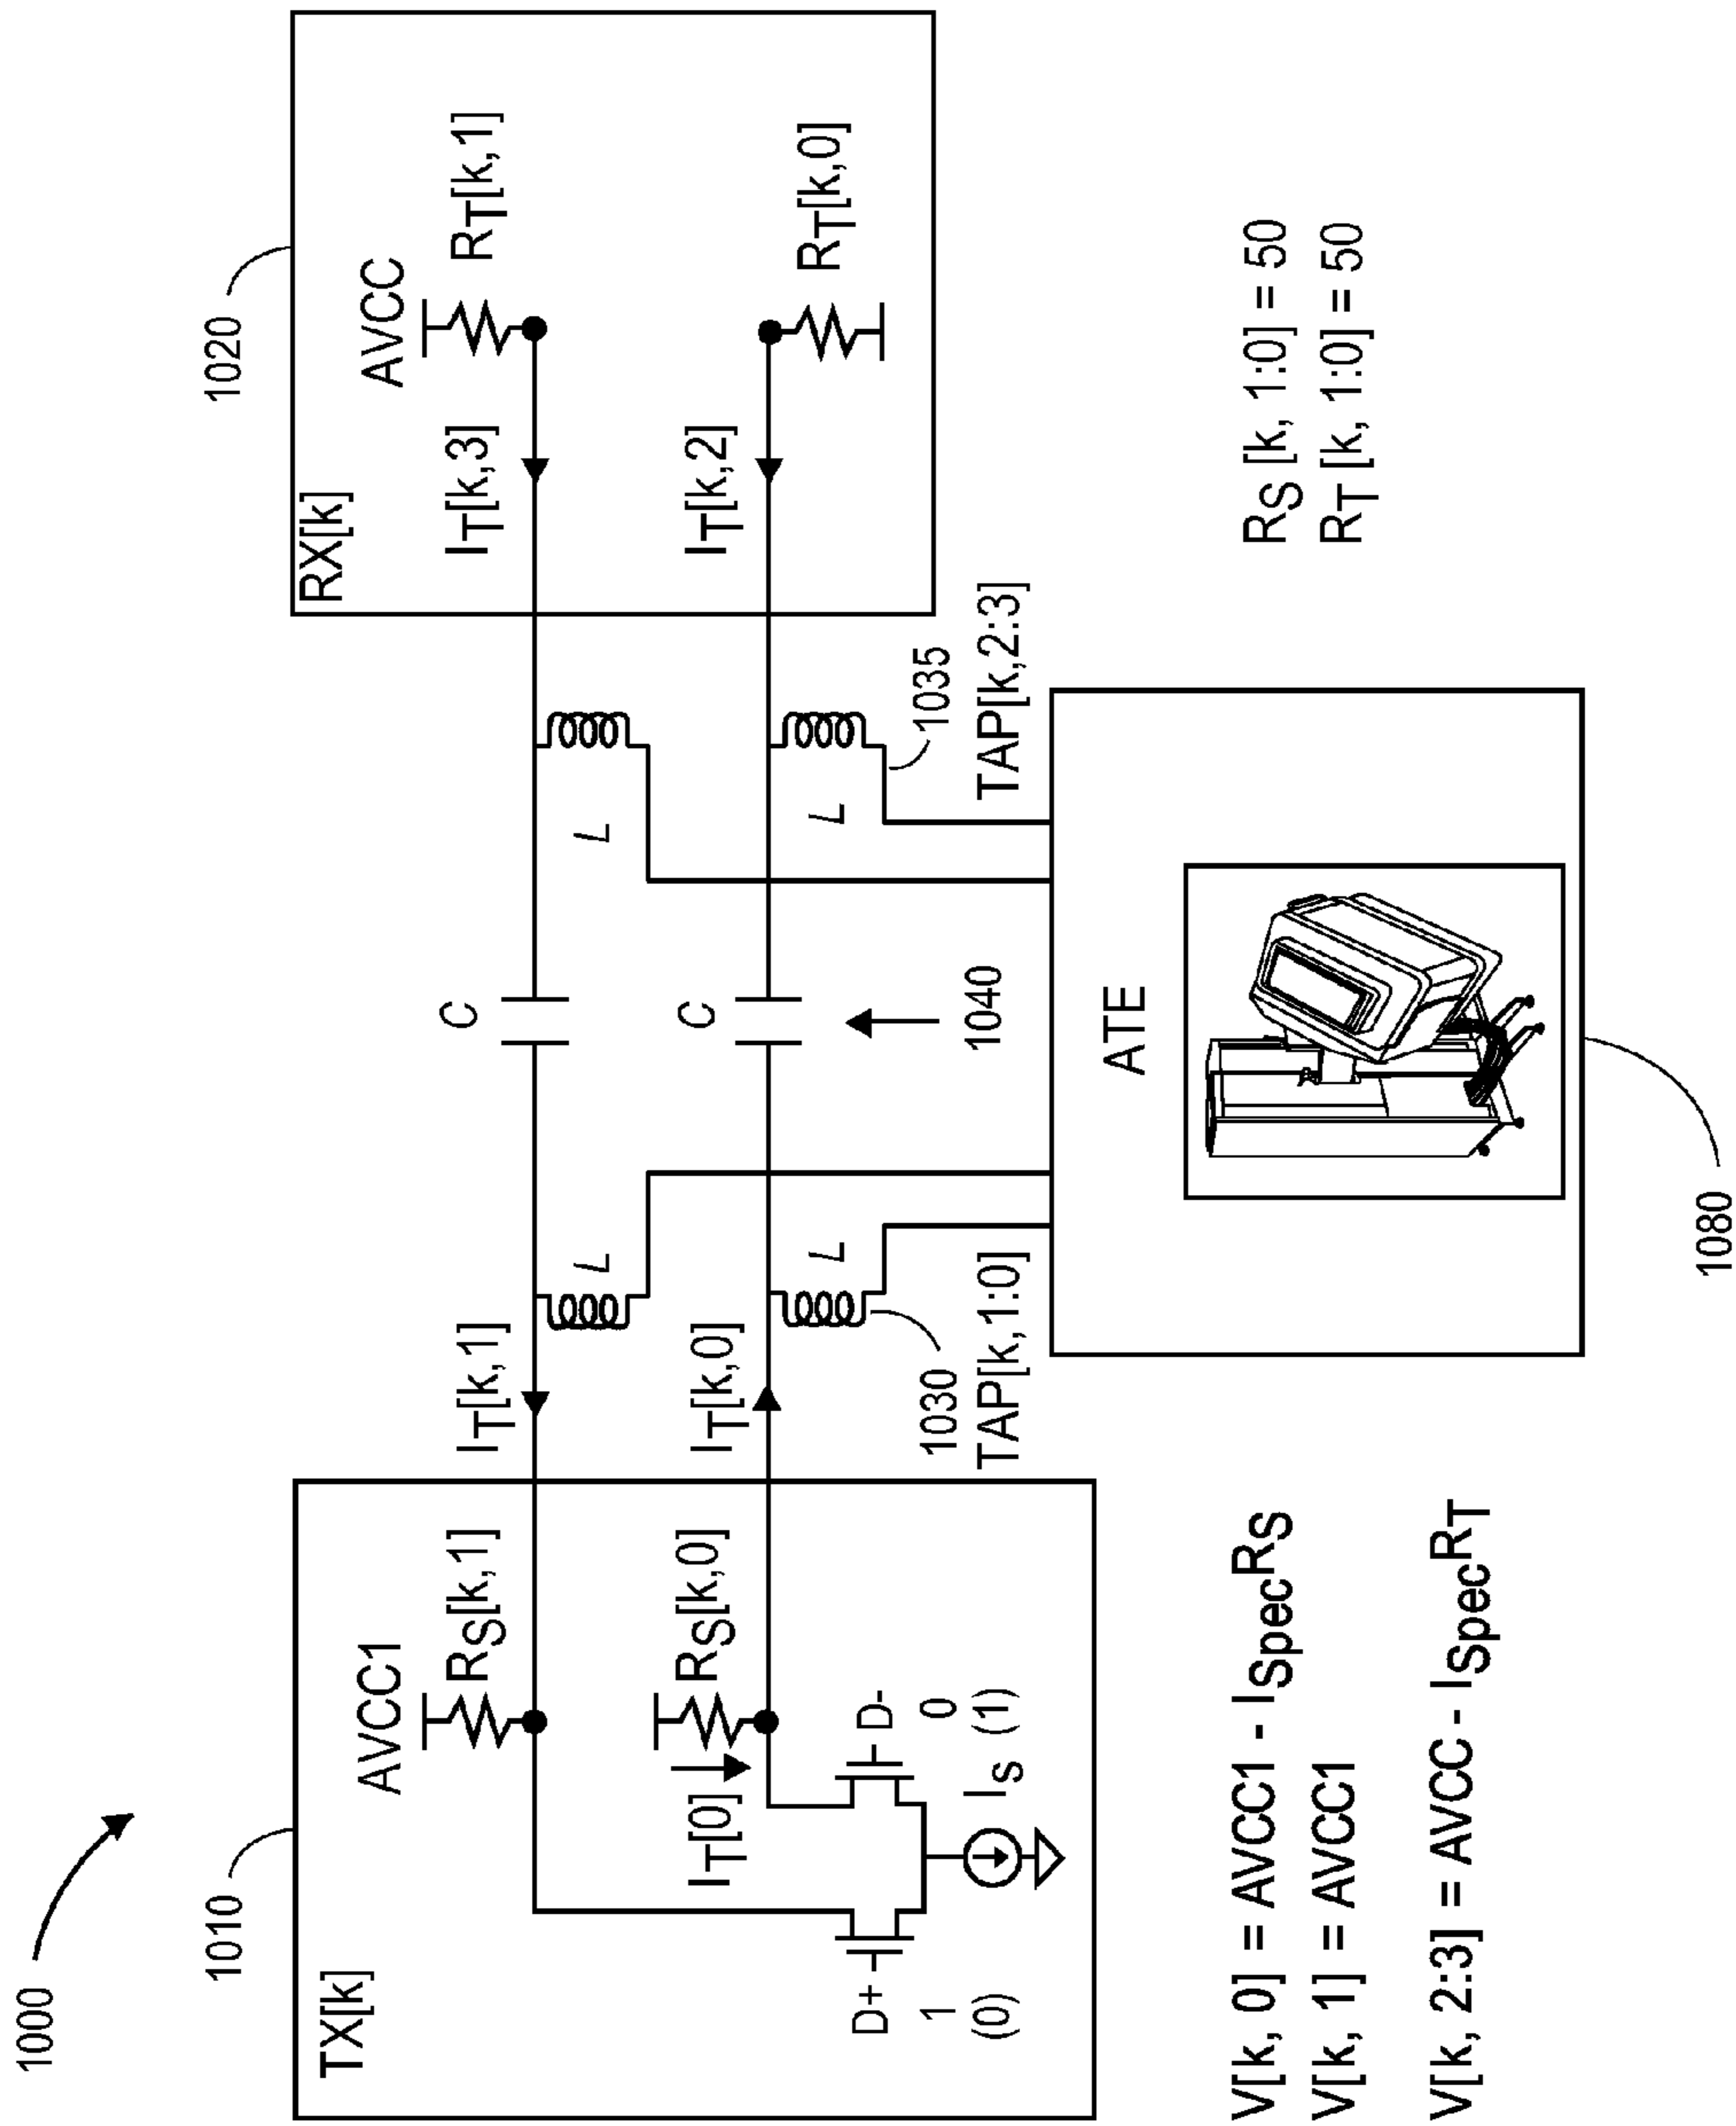 1000
1010
1020
TX[k]
RX[k]
AVCC1
AVCC
RS[k,1]
IT[k,1]
C
IT[k,3]
RT[k,1]
L
L
IT[0]
RS[k,0]
IT[k,0]
C
IT[k,2]
RT[k,0]
L
L
D+
D-
1
0
(0)
IS (1)
1030
TAP[k,1:0]
1040
1035
TAP[k,2:3]
ATE
1080
V[k, 0] = AVCC1 - ISpecRS
V[k, 1] = AVCC1
V[k, 2:3] = AVCC - ISpecRT
RS [k, 1:0] = 50
RT [k, 1:0] = 50